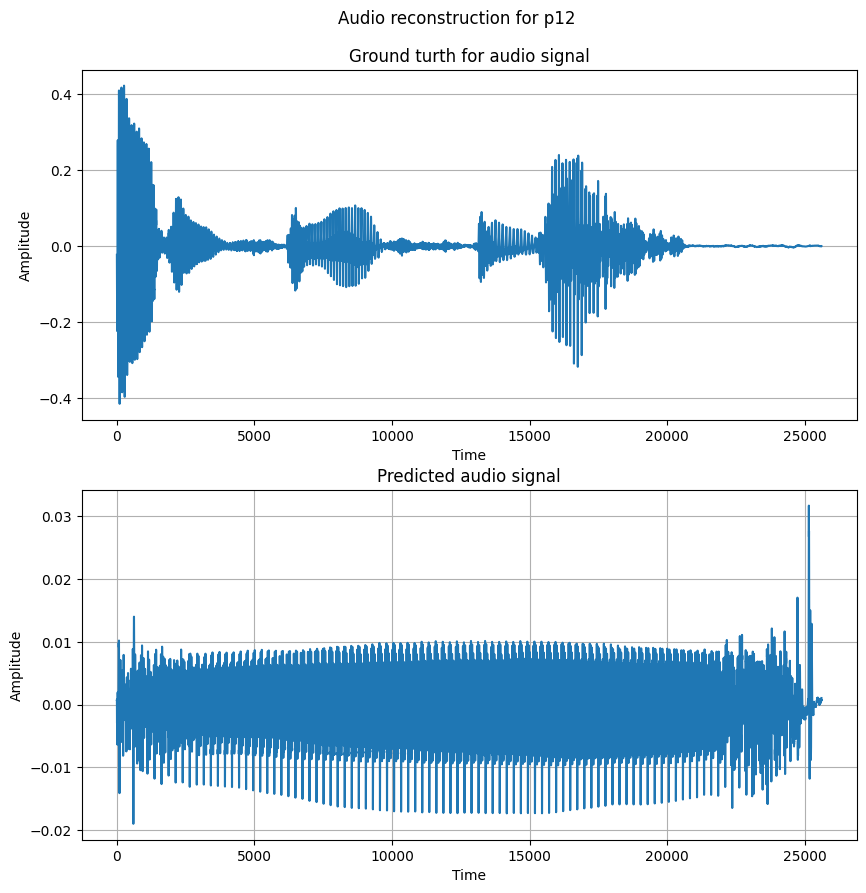 Audio reconstruction for p12
Ground turth for audio signal
0.4
0.2
0.0
−0.2
−0.4
Amplitude
0 5000 10000 15000 20000 25000
Time
Predicted audio signal
0.03
0.02
0.01
0.00
−0.01
−0.02
Amplitude
0 5000 10000 15000 20000 25000
Time